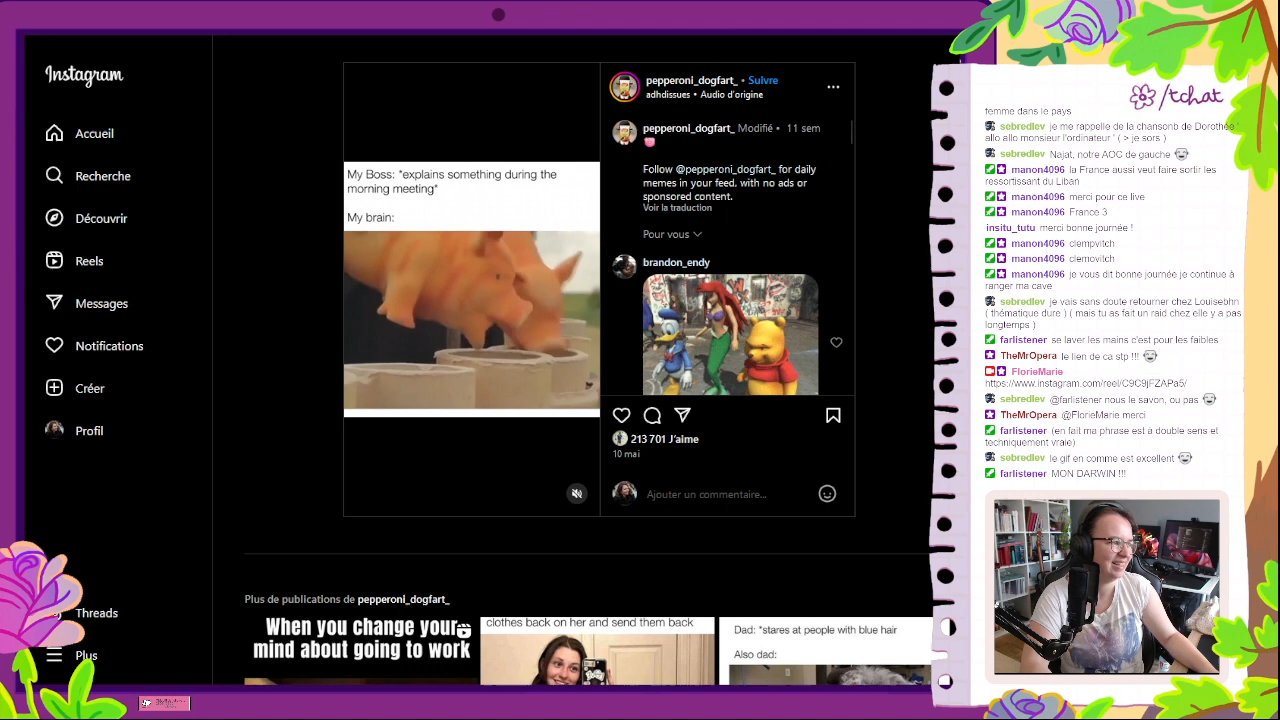 Instagram
Accueil
Recherche
Découvrir
Reels
Messages
Notifications
Créer
Profil
Threads
Plus
My Boss: *explains something during the
morning meeting*
My brain:
pepperoni_dogfart_ • Suivre
adhdissues • Audio d'origine
pepperoni_dogfart_ Modifié • 11 sem
Follow @pepperoni_dogfart_ for daily
memes in your feed. with no ads or
sponsored content.
Voir la traduction
Pour vous
brandon_endy
213 701 J'aime
10 mai
Ajouter un commentaire...
Plus de publications de pepperoni_dogfart_
When you change your
mind about going to work
clothes back on her and send them back
Dad: *stares at people with blue hair
Also dad:
/tchat
femme dans le pays
sebredlev je me rappelle de la chansonb de Dorothée '
allo allo monsieur l'ordinateur ' ( > je sors )
sebredlev Najat, notre AOC de gauche
manon4096 la France aussi veut faire sortir les
ressortissant du Liban
manon4096 merci pour ce live
manon4096 France 3
insitu_tutu merci bonne journée !
manon4096 clempvitch
manon4096 clemovitch
manon4096 je vous dit bonne journée je continue à
ranger ma cave
sebredlev je vais sans doute retourner chez Louisebhn
( thématique dure ) ( mais tu as fait un raid chez elle y a pas
longtemps )
farlistener se laver les mains c'est pour les faibles
TheMrOpera le lien de ca stp !!!
FlorieMarie
https://www.instagram.com/reel/C9C9jFZAPa5/
sebredlev @farlistener nous le savon, ou pas
TheMrOpera @FlorieMarie merci
farlistener (en fait ma phrase est à double sens et
techniquement vraie)
sebredlev le gif en comme est excellent
farlistener MON DARWIN !!!